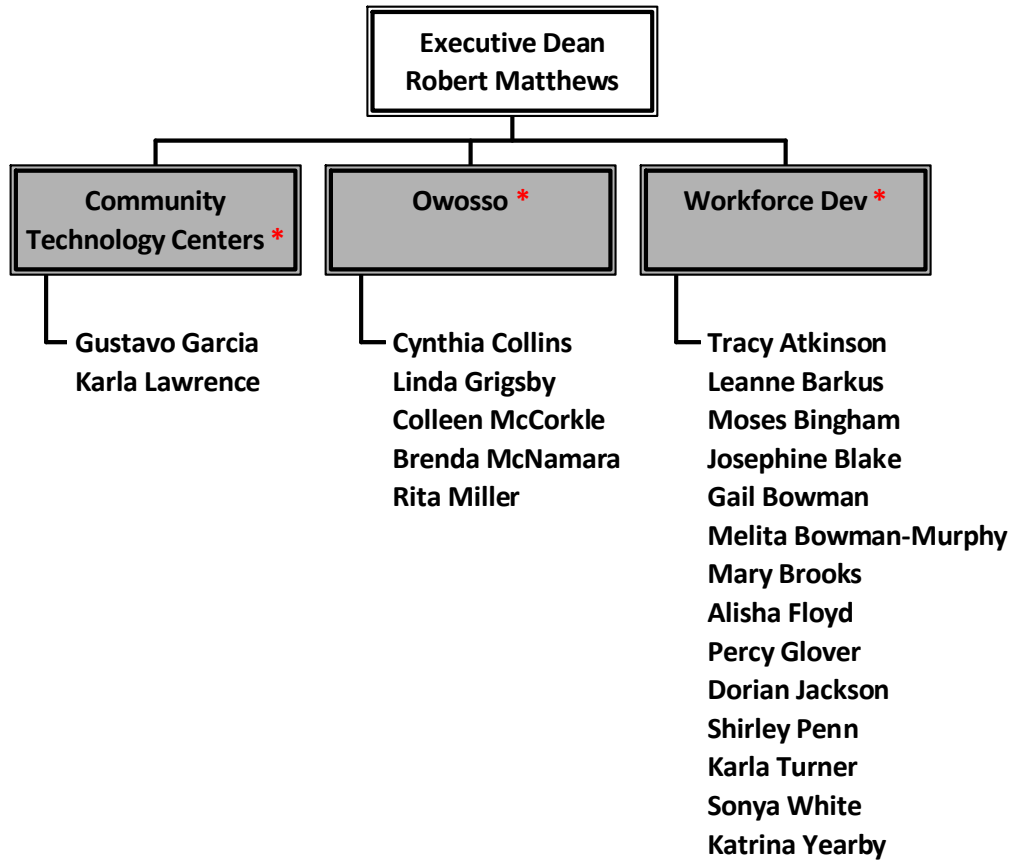 Executive Dean
Robert Matthews
Community
Technology Centers *
Owosso *
Workforce Dev *
Gustavo Garcia
Karla Lawrence
Cynthia Collins
Linda Grigsby
Colleen McCorkle
Brenda McNamara
Rita Miller
Tracy Atkinson
Leanne Barkus
Moses Bingham
Josephine Blake
Gail Bowman
Melita Bowman-Murphy
Mary Brooks
Alisha Floyd
Percy Glover
Dorian Jackson
Shirley Penn
Karla Turner
Sonya White
Katrina Yearby